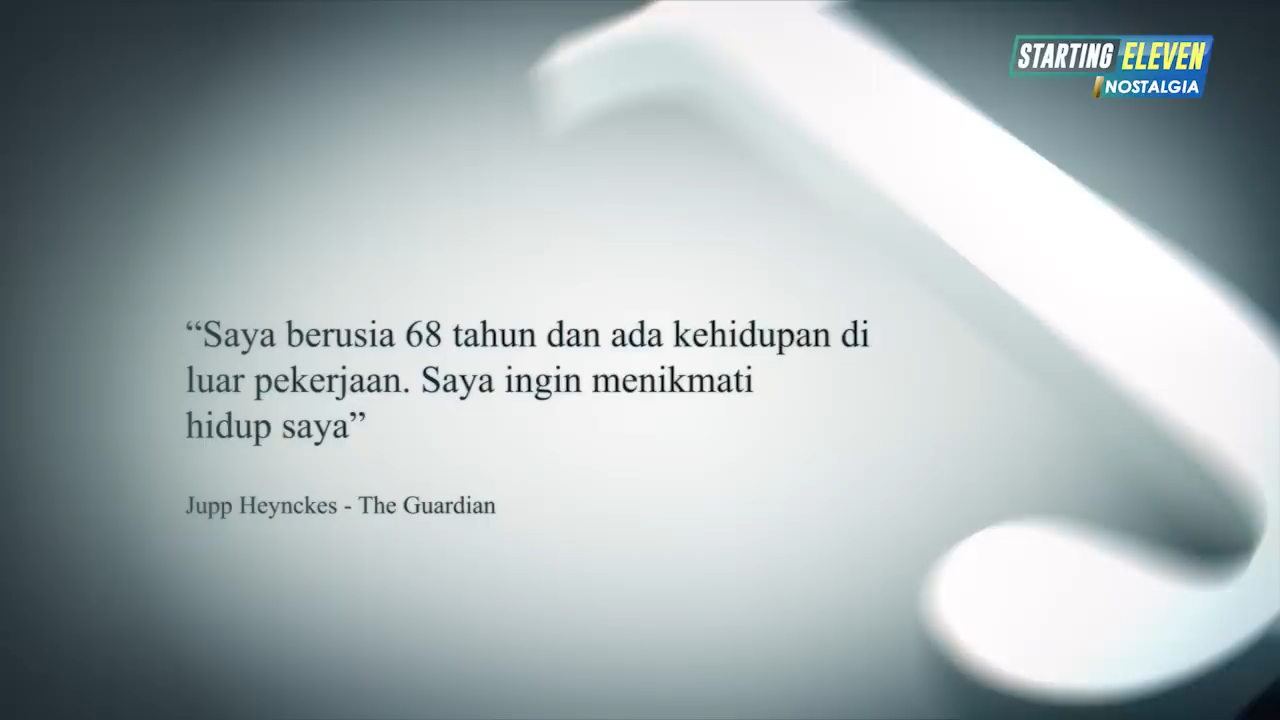 STARTING ELEVEN
NOSTALGIA
“Saya berusia 68 tahun dan ada kehidupan di
luar pekerjaan. Saya ingin menikmati
hidup saya”
Jupp Heynckes - The Guardian